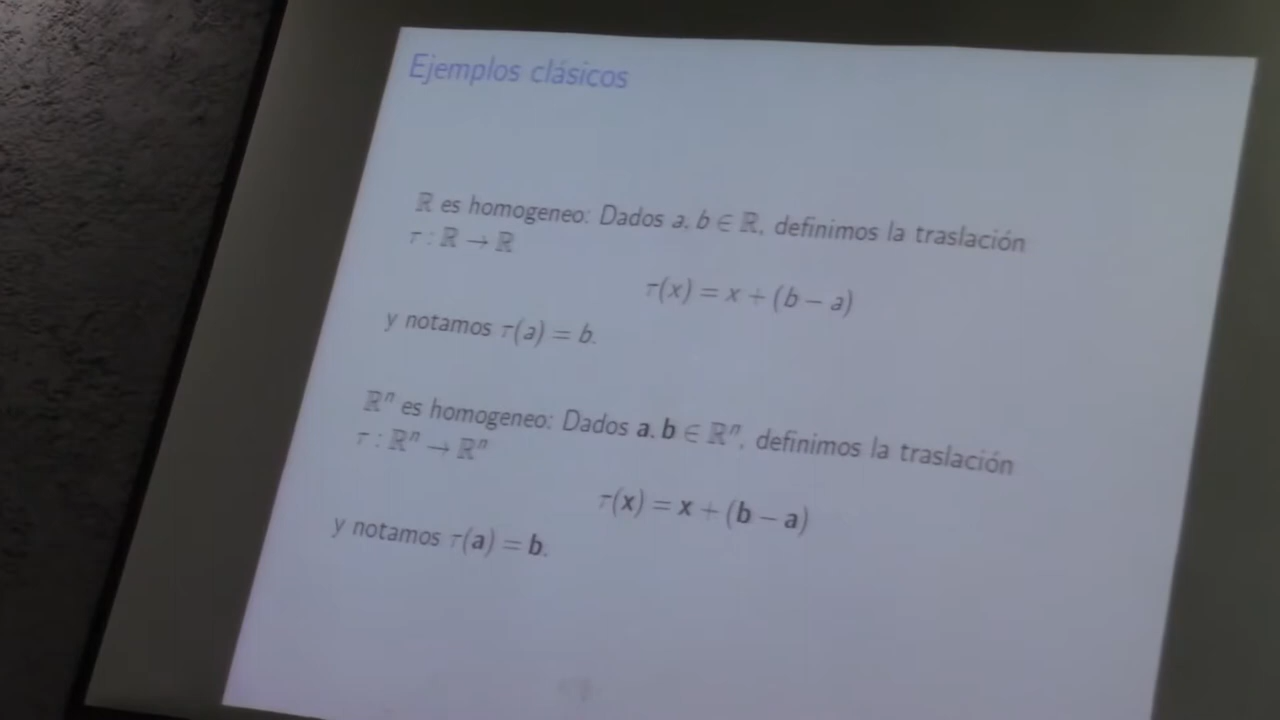 Ejemplos clásicos
ℝ es homogeneo: Dados a, b ∈ ℝ, definimos la traslación
τ : ℝ → ℝ
τ(x) = x + (b − a)
y notamos τ(a) = b.
ℝⁿ es homogeneo: Dados a, b ∈ ℝⁿ, definimos la traslación
τ : ℝⁿ → ℝⁿ
τ(x) = x + (b − a)
y notamos τ(a) = b.